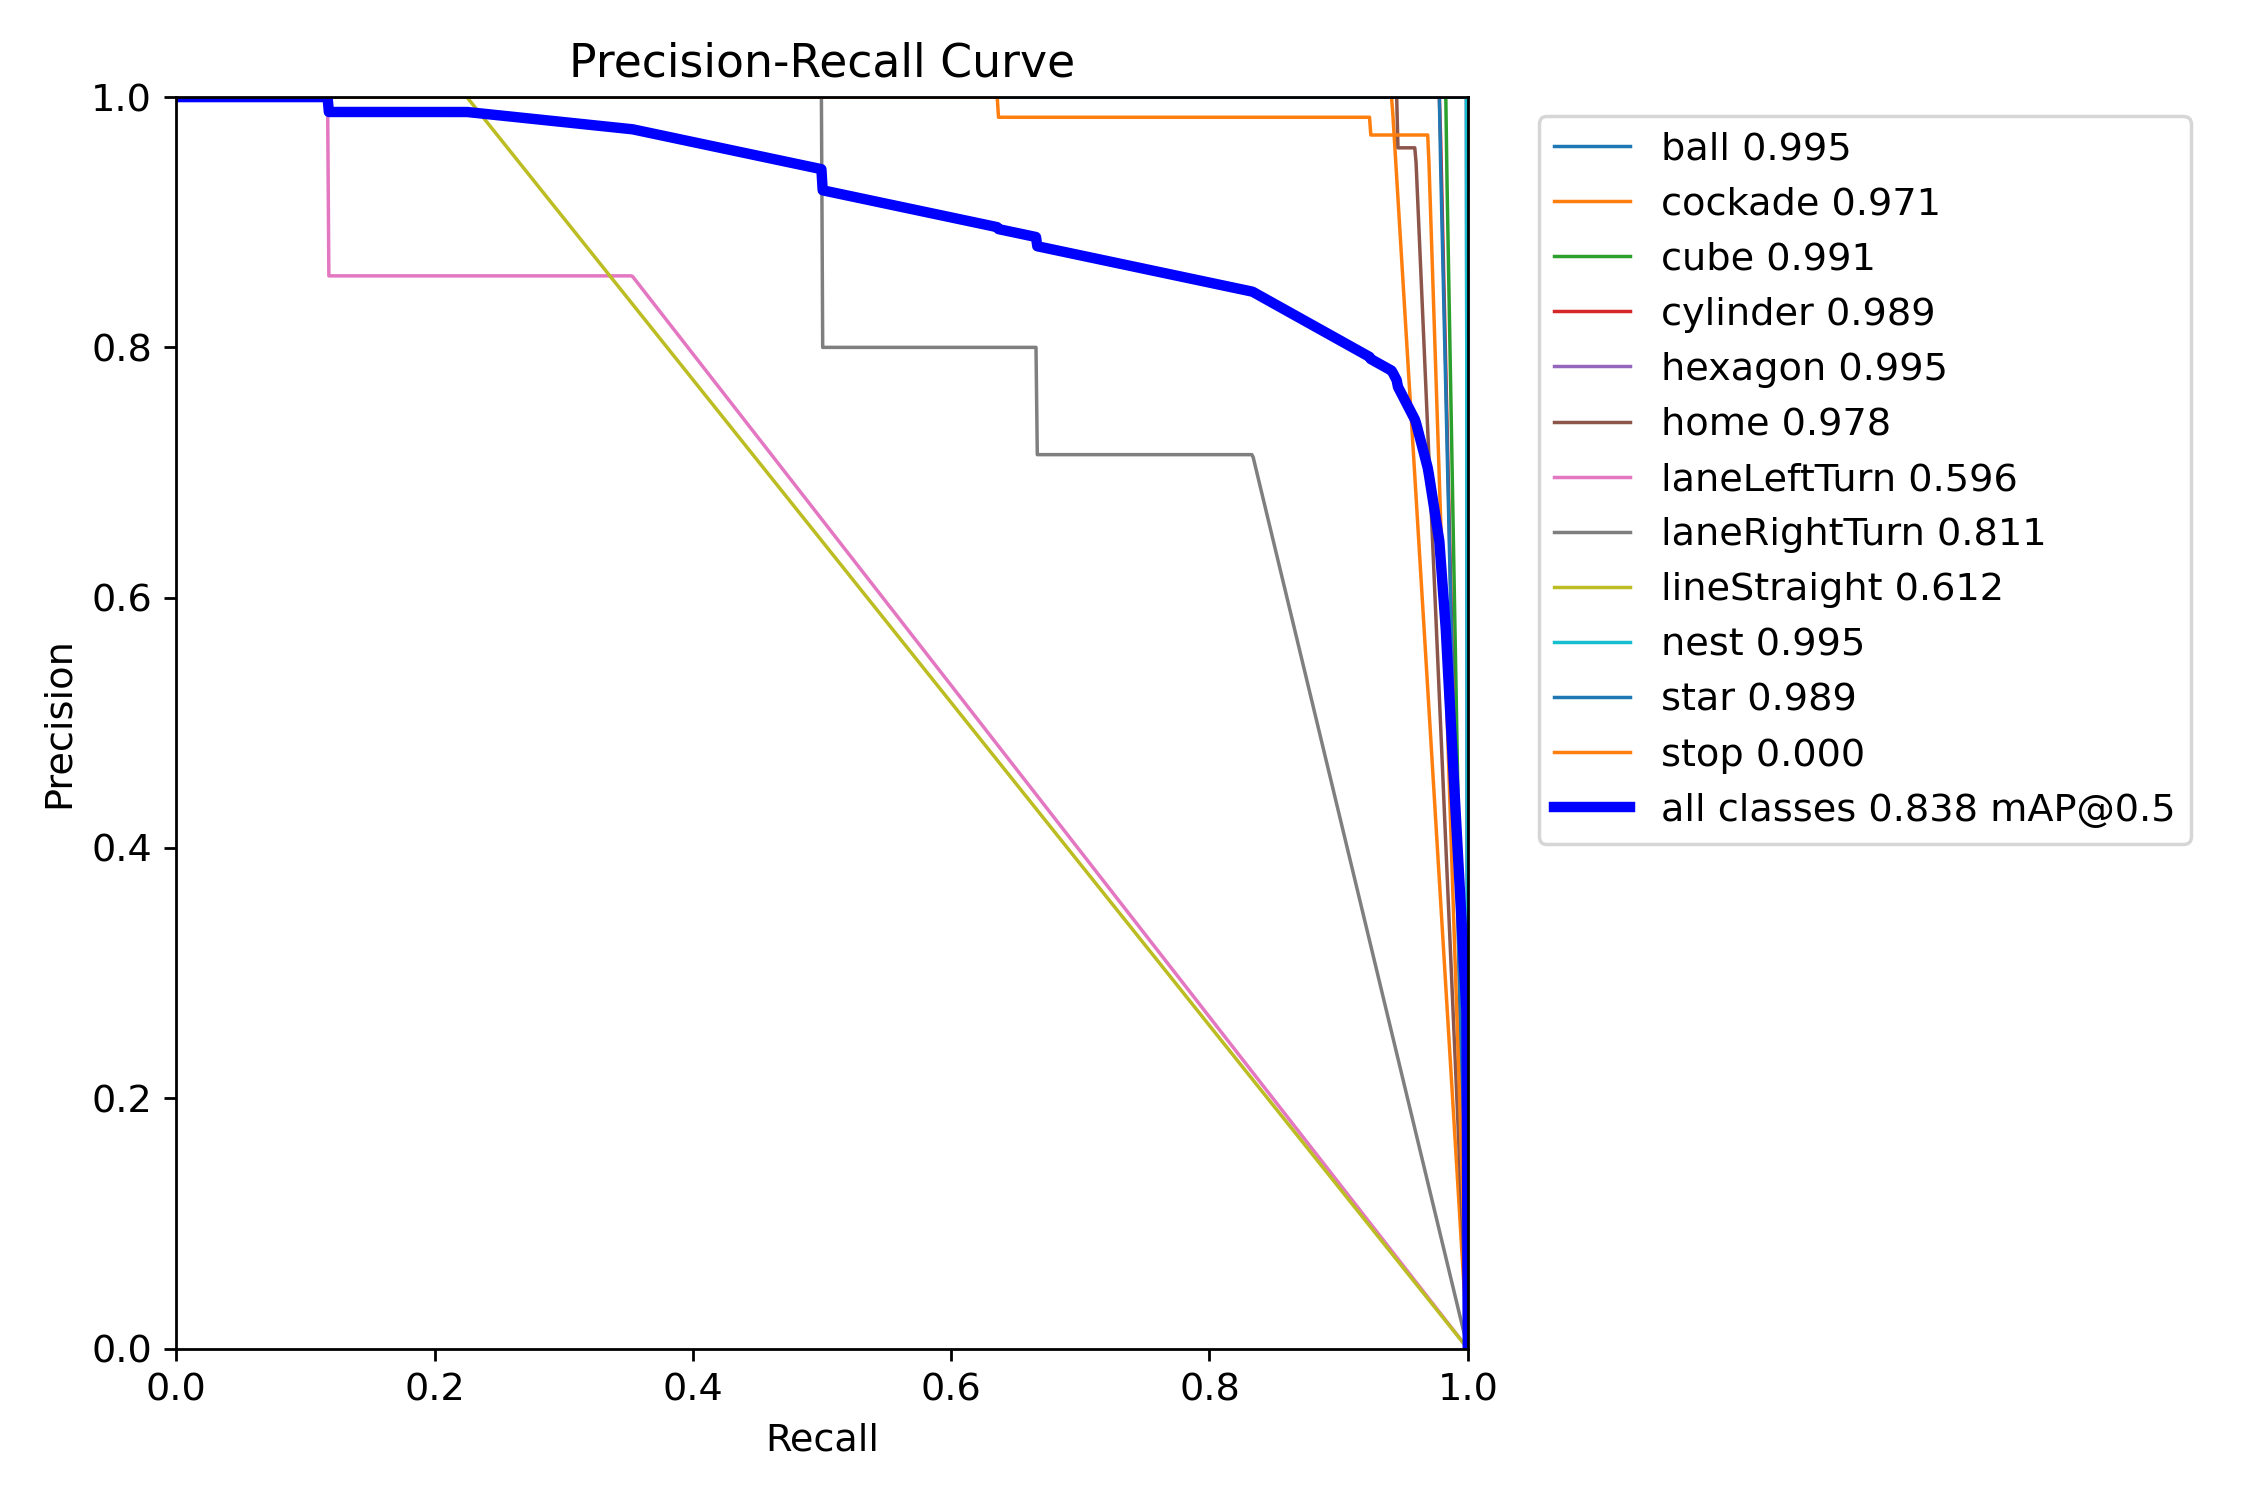 Precision-Recall Curve
1.0
0.8
0.6
0.4
0.2
0.0
Precision
0.0 0.2 0.4 0.6 0.8 1.0
Recall
ball 0.995
cockade 0.971
cube 0.991
cylinder 0.989
hexagon 0.995
home 0.978
laneLeftTurn 0.596
laneRightTurn 0.811
lineStraight 0.612
nest 0.995
star 0.989
stop 0.000
all classes 0.838 mAP@0.5